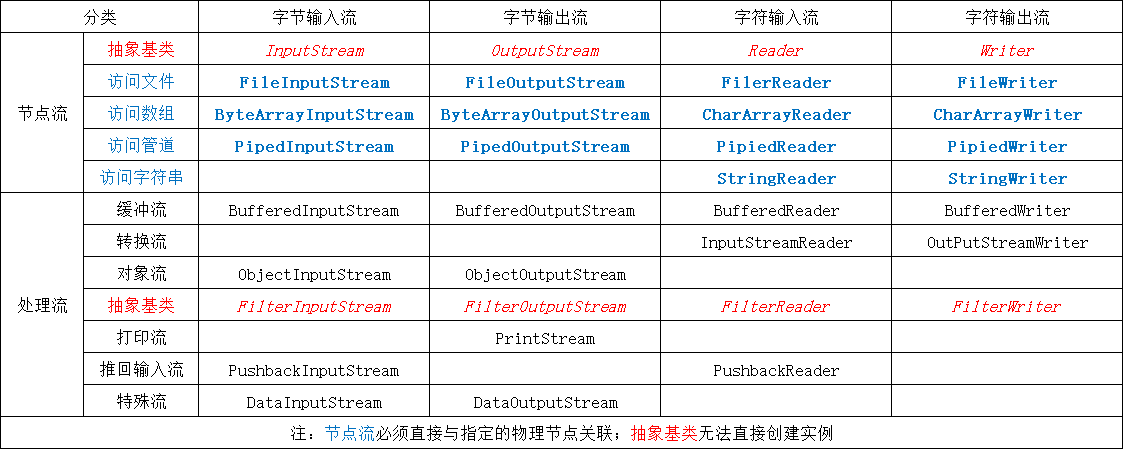 分类 字节输入流 字节输出流 字符输入流 字符输出流
节点流 抽象基类 InputStream OutputStream Reader Writer
访问文件 FileInputStream FileOutputStream FilerReader FileWriter
访问数组 ByteArrayInputStream ByteArrayOutputStream CharArrayReader CharArrayWriter
访问管道 PipedInputStream PipedOutputStream PipiedReader PipiedWriter
访问字符串 StringReader StringWriter
处理流 缓冲流 BufferedInputStream BufferedOutputStream BufferedReader BufferedWriter
转换流 InputStreamReader OutPutStreamWriter
对象流 ObjectInputStream ObjectOutputStream
抽象基类 FilterInputStream FilterOutputStream FilterReader FilterWriter
打印流 PrintStream
推回输入流 PushbackInputStream PushbackReader
特殊流 DataInputStream DataOutputStream
注：节点流必须直接与指定的物理节点关联；抽象基类无法直接创建实例